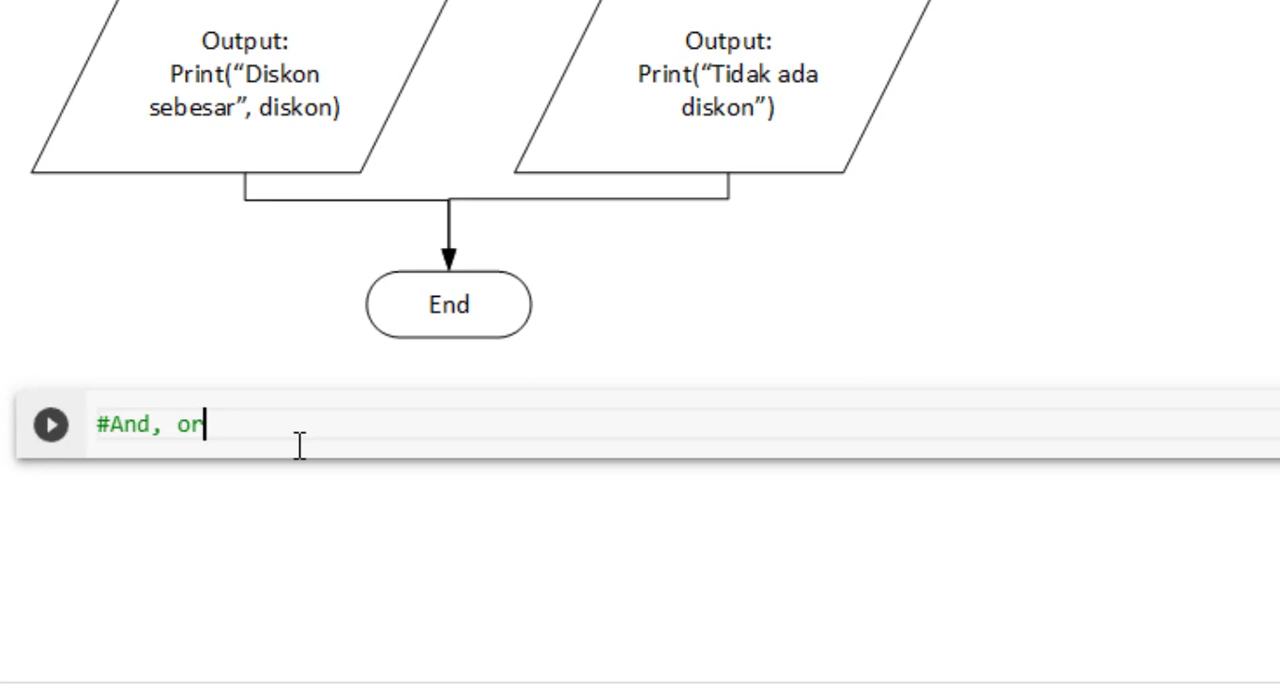 Output:
Print(“Diskon
sebesar”, diskon)
Output:
Print(“Tidak ada
diskon”)
End
#And, or